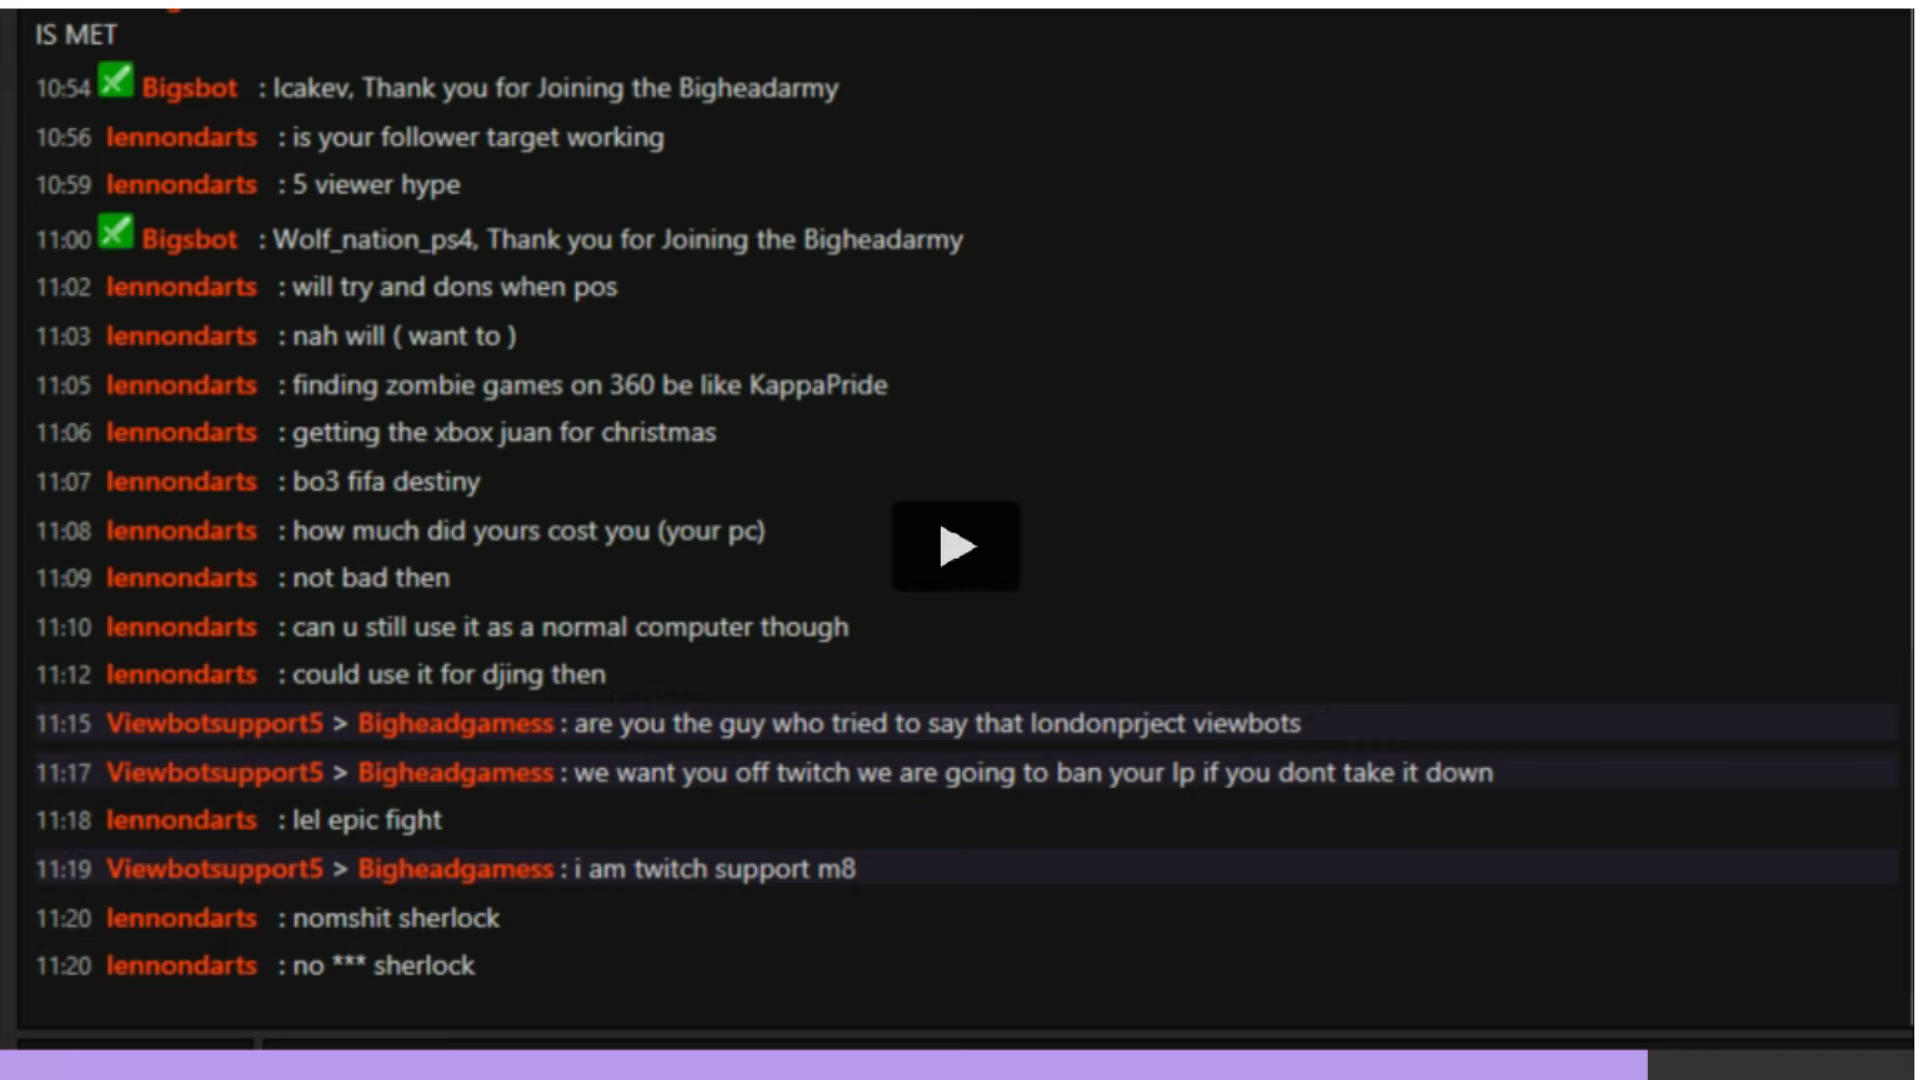 IS MET
10:54 Bigsbot : Icakev, Thank you for Joining the Bigheadarmy
10:56 lennondarts : is your follower target working
10:59 lennondarts : 5 viewer hype
11:00 Bigsbot : Wolf_nation_ps4, Thank you for Joining the Bigheadarmy
11:02 lennondarts : will try and dons when pos
11:03 lennondarts : nah will ( want to )
11:05 lennondarts : finding zombie games on 360 be like KappaPride
11:06 lennondarts : getting the xbox juan for christmas
11:07 lennondarts : bo3 fifa destiny
11:08 lennondarts : how much did yours cost you (your pc)
11:09 lennondarts : not bad then
11:10 lennondarts : can u still use it as a normal computer though
11:12 lennondarts : could use it for djing then
11:15 Viewbotsupport5 > Bigheadgamess : are you the guy who tried to say that londonprject viewbots
11:17 Viewbotsupport5 > Bigheadgamess : we want you off twitch we are going to ban your lp if you dont take it down
11:18 lennondarts : lel epic fight
11:19 Viewbotsupport5 > Bigheadgamess : i am twitch support m8
11:20 lennondarts : nomshit sherlock
11:20 lennondarts : no *** sherlock